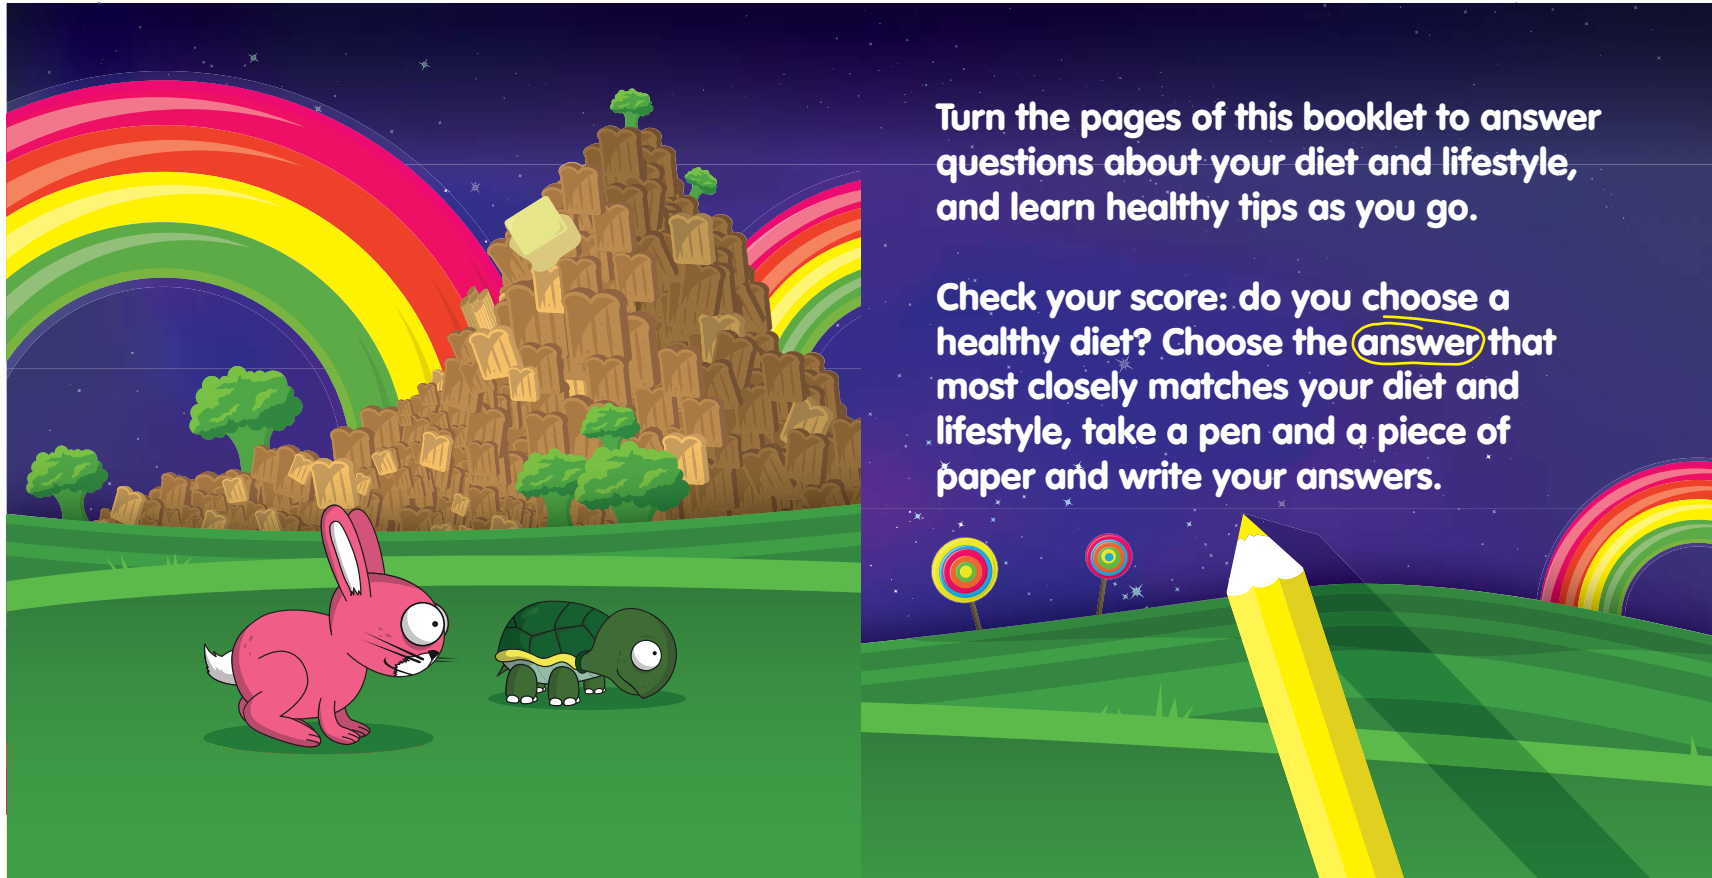 Turn the pages of this booklet to answer
questions about your diet and lifestyle,
and learn healthy tips as you go.
Check your score: do you choose a
healthy diet? Choose the answer that
most closely matches your diet and
lifestyle, take a pen and a piece of
paper and write your answers.